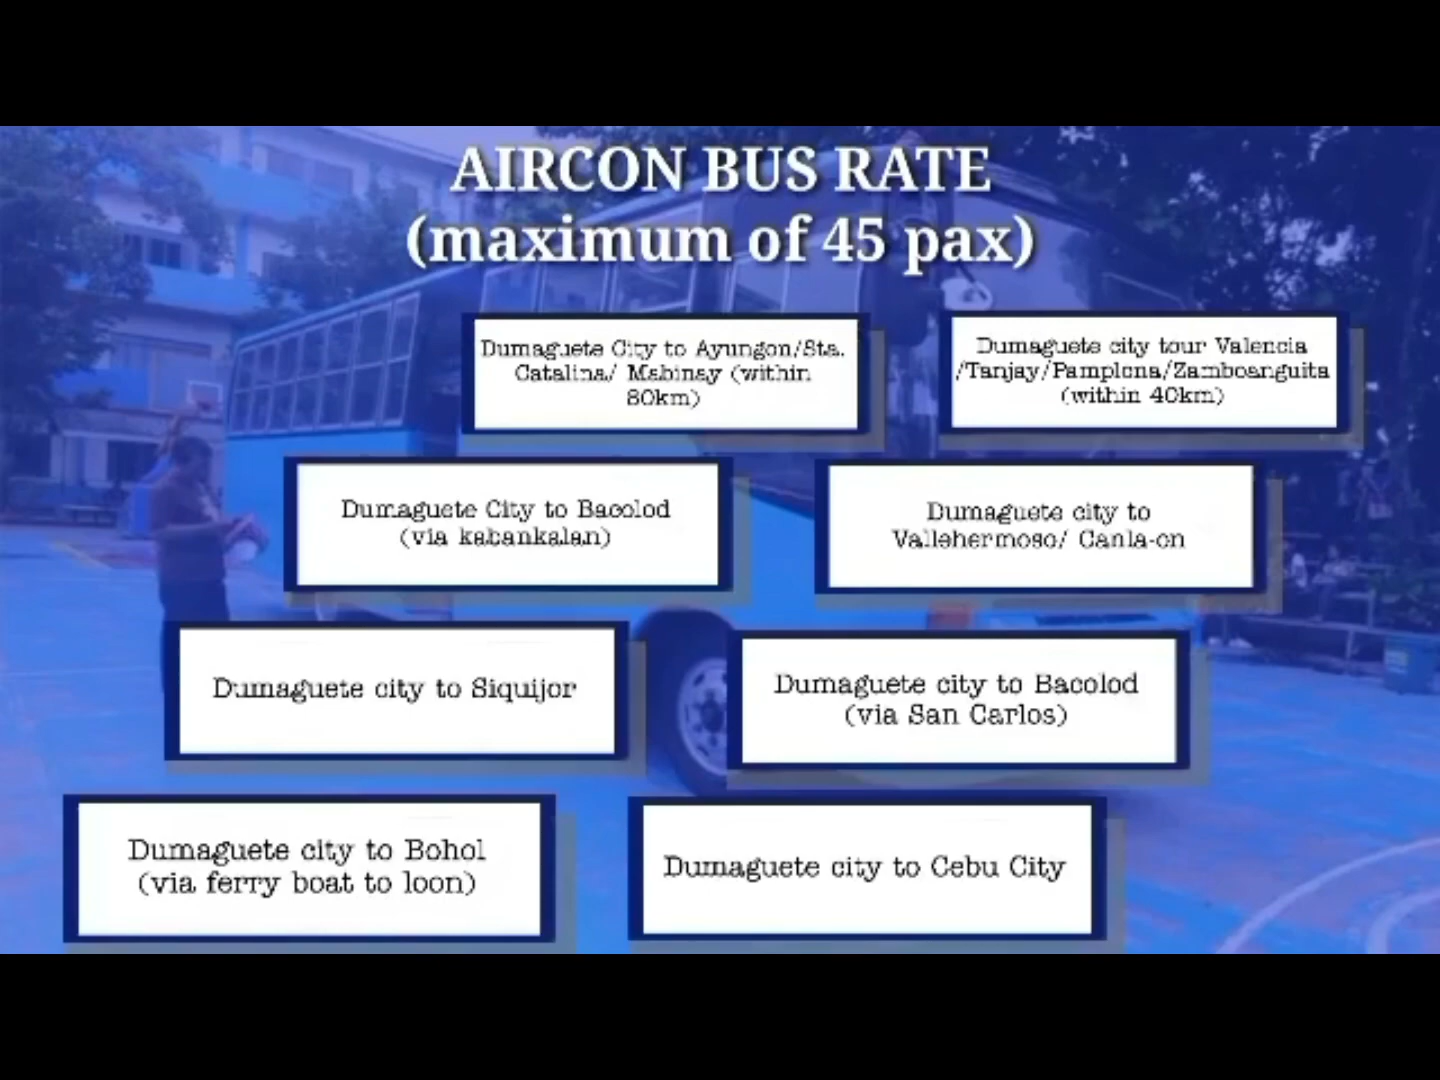 AIRCON BUS RATE
(maximum of 45 pax)
Dumaguete City to Ayungon/Sta.
Catalina/ Mabinay (within
80km)
Dumaguete city tour Valencia
/Tanjay/Pamplona/Zamboanguita
(within 40km)
Dumaguete City to Bacolod
(via kabankalan)
Dumaguete city to
Vallehermoso/ Canla-on
Dumaguete city to Siquijor
Dumaguete city to Bacolod
(via San Carlos)
Dumaguete city to Bohol
(via ferry boat to loon)
Dumaguete city to Cebu City